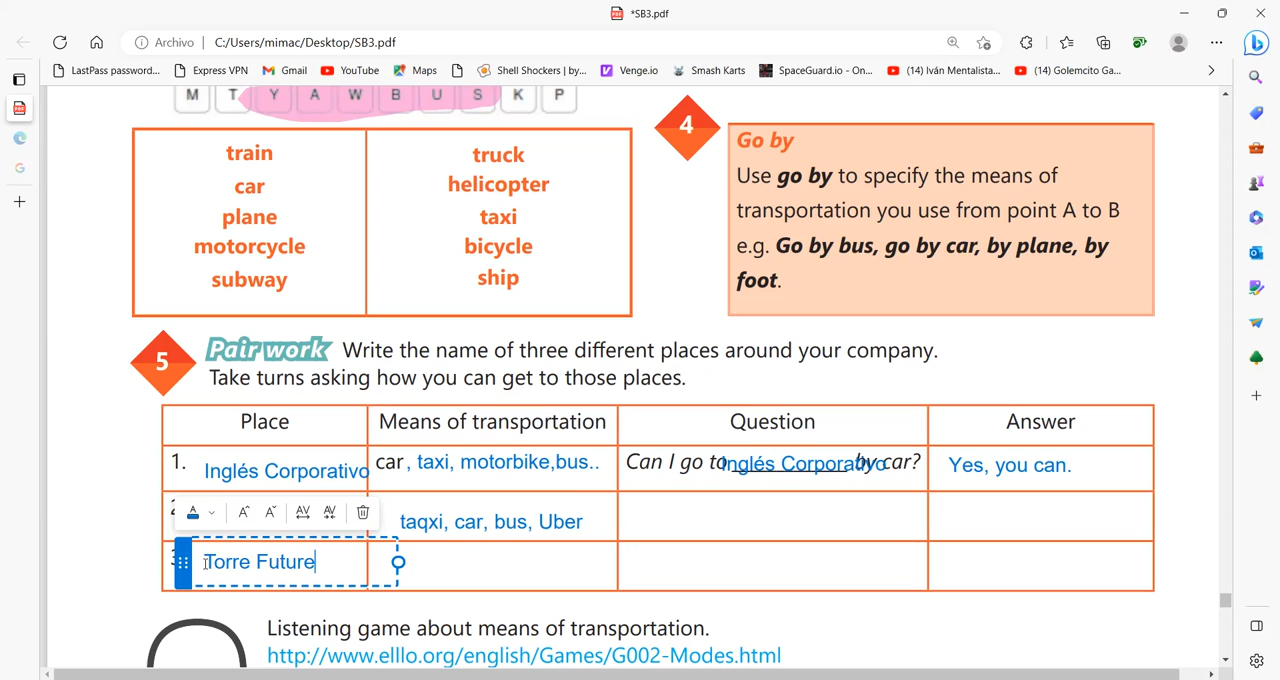 *SB3.pdf
Archivo C:/Users/mimac/Desktop/SB3.pdf
LastPass password... Express VPN Gmail YouTube Maps Shell Shockers | by... Venge.io Smash Karts SpaceGuard.io - On... (14) Iván Mentalista... (14) Golemcito Ga...
M T Y A W B U S K P
train truck
car helicopter
plane taxi
motorcycle bicycle
subway ship
4
Go by
Use go by to specify the means of
transportation you use from point A to B
e.g. Go by bus, go by car, by plane, by
foot.
5 Pair work Write the name of three different places around your company.
Take turns asking how you can get to those places.
Place Means of transportation Question Answer
1. Inglés Corporativo car, taxi, motorbike,bus.. Can I go to Inglés Corporativo by car? Yes, you can.
taqxi, car, bus, Uber
Torre Future
Listening game about means of transportation.
http://www.elllo.org/english/Games/G002-Modes.html